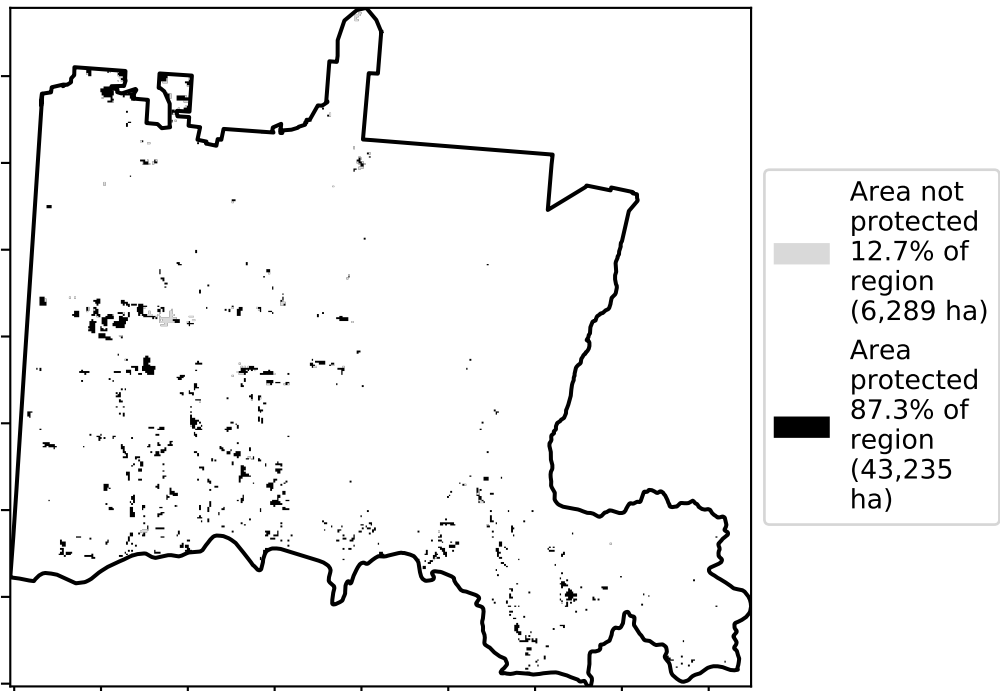 Area not
protected
12.7% of
region
(6,289 ha)
Area
protected
87.3% of
region
(43,235
ha)